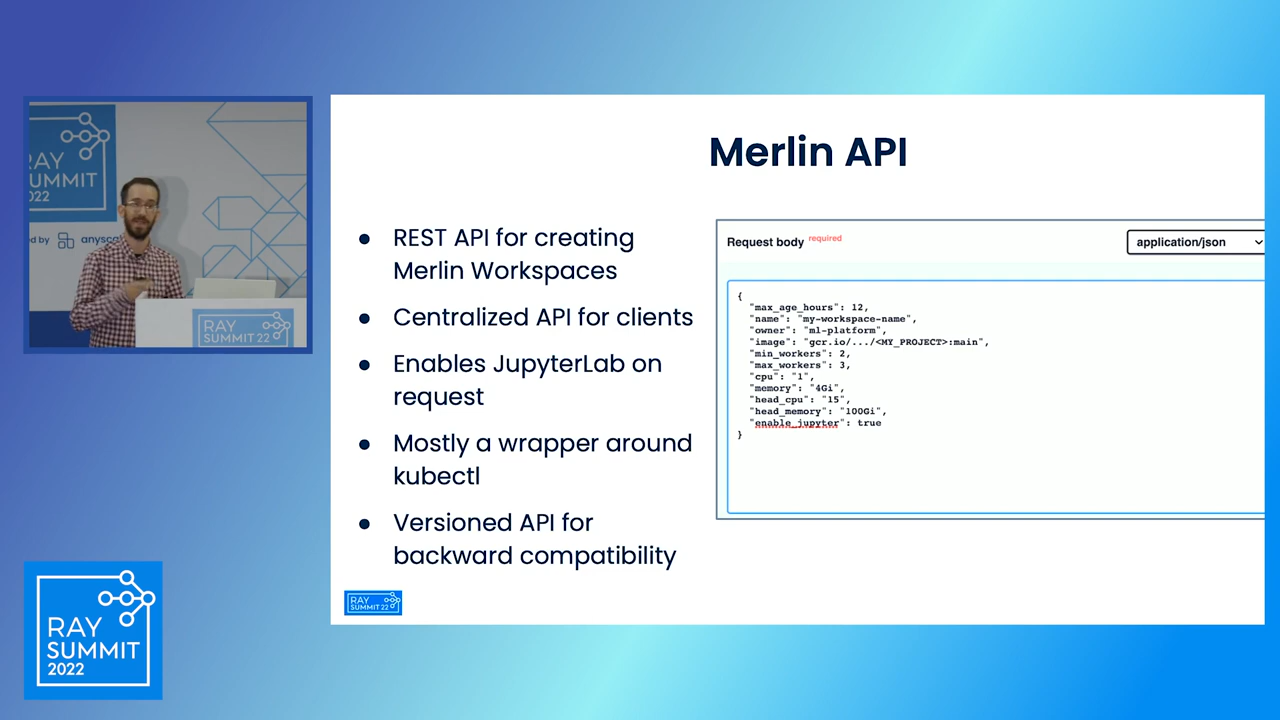 RAY
SUMMIT
2022
RAY
SUMMIT 22
Merlin API
● REST API for creating
Merlin Workspaces
● Centralized API for clients
● Enables JupyterLab on
request
● Mostly a wrapper around
kubectl
● Versioned API for
backward compatibility
Request body required
application/json
{
"max_age_hours": 12,
"name": "my-workspace-name",
"owner": "ml-platform",
"image": "gcr.io/.../<MY_PROJECT>:main",
"min_workers": 2,
"max_workers": 3,
"cpu": "1",
"memory": "4Gi",
"head_cpu": "15",
"head_memory": "100Gi",
"enable_jupyter": true
}
RAY
SUMMIT 22
RAY
SUMMIT
2022